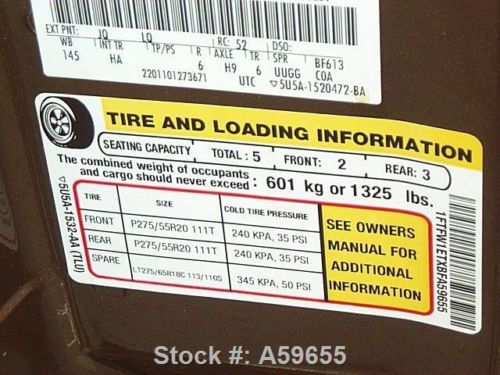 EXT PNT: JQ LQ RC: 52 DSO:
WB INT TR TP/PS R AXLE TR SPR BF613
145 HA 6 H9 6 UUGG COA
2201101273671 UTC ▽5U5A-1520472-BA
TIRE AND LOADING INFORMATION
SEATING CAPACITY TOTAL : 5 FRONT: 2 REAR: 3
The combined weight of occupants
and cargo should never exceed : 601 kg or 1325 lbs.
TIRE SIZE COLD TIRE PRESSURE
FRONT P275/55R20 111T 240 KPA, 35 PSI
REAR P275/55R20 111T 240 KPA, 35 PSI
SPARE LT275/65R18C 113/110S 345 KPA, 50 PSI
SEE OWNERS
MANUAL FOR
ADDITIONAL
INFORMATION
▽5U5A-1532-AA (TLU)
1FTFW1ETXBFA59655
Stock #: A59655